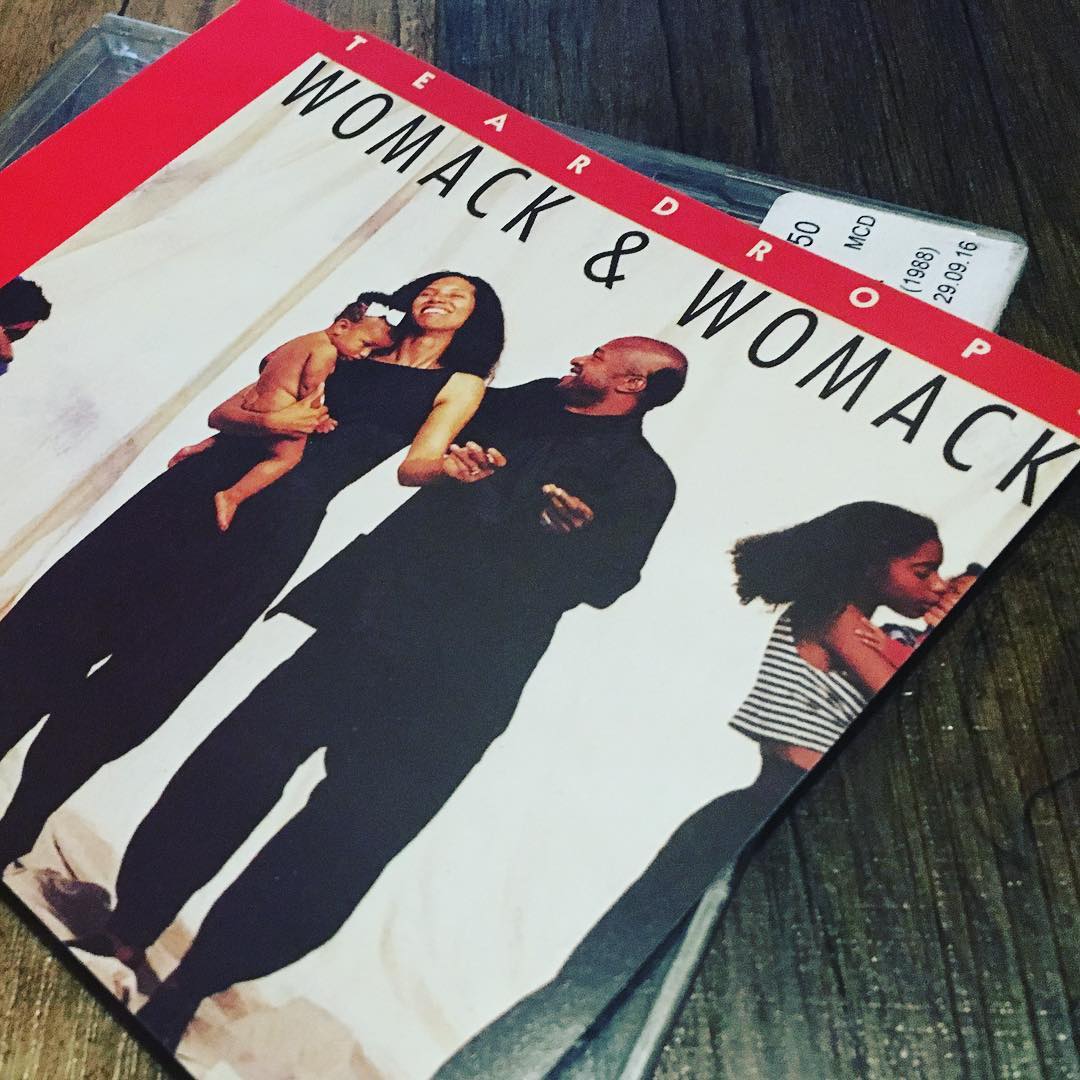 TEARDROPS
WOMACK & WOMACK
50
MCD
(1988)
29.09.16